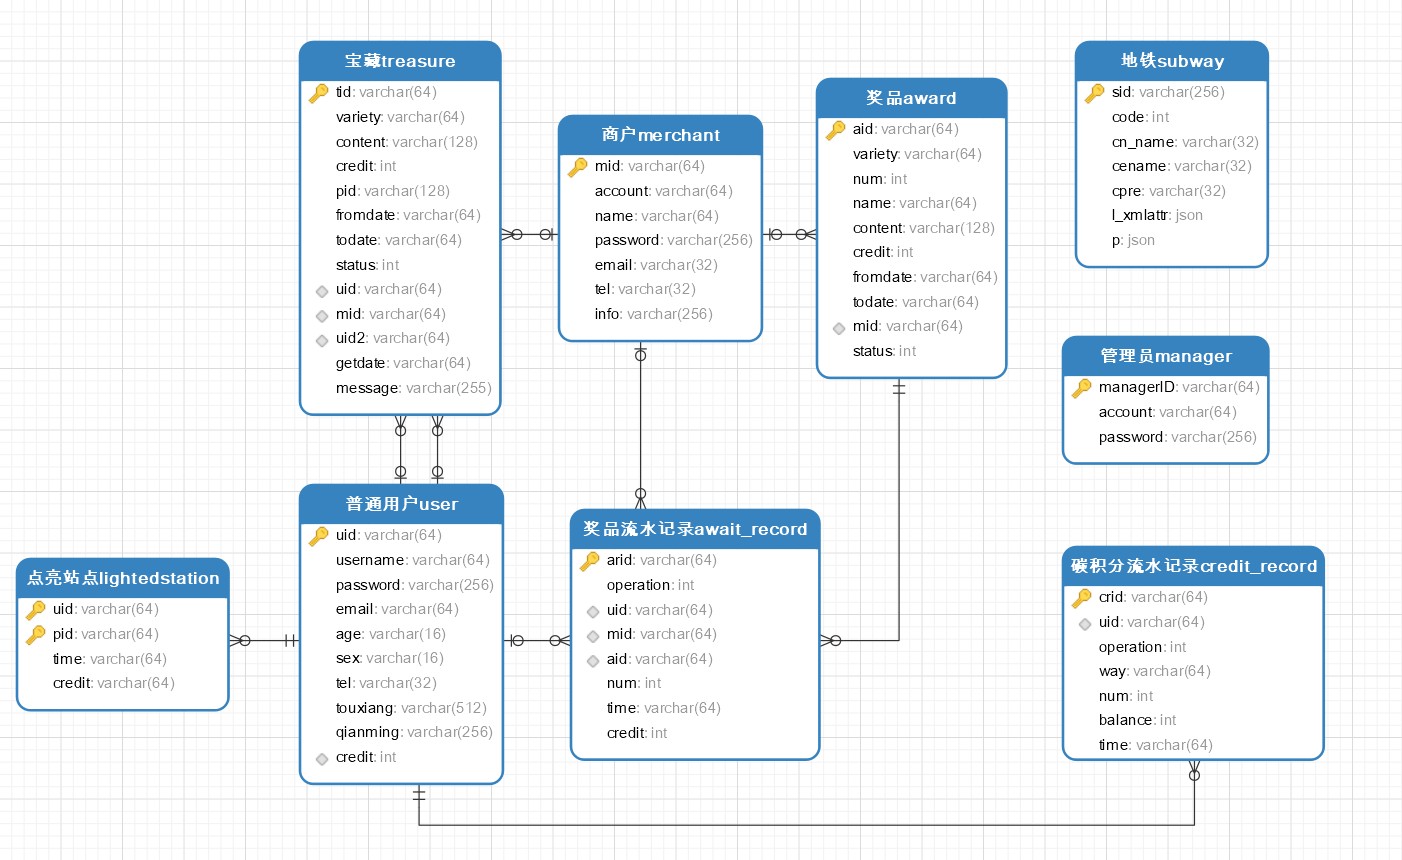 宝藏treasure
tid: varchar(64)
variety: varchar(64)
content: varchar(128)
credit: int
pid: varchar(128)
fromdate: varchar(64)
todate: varchar(64)
status: int
uid: varchar(64)
mid: varchar(64)
uid2: varchar(64)
getdate: varchar(64)
message: varchar(255)
商户merchant
mid: varchar(64)
account: varchar(64)
name: varchar(64)
password: varchar(256)
email: varchar(32)
tel: varchar(32)
info: varchar(256)
奖品award
aid: varchar(64)
variety: varchar(64)
num: int
name: varchar(64)
content: varchar(128)
credit: int
fromdate: varchar(64)
todate: varchar(64)
mid: varchar(64)
status: int
地铁subway
sid: varchar(256)
code: int
cn_name: varchar(32)
cename: varchar(32)
cpre: varchar(32)
l_xmlattr: json
p: json
管理员manager
managerID: varchar(64)
account: varchar(64)
password: varchar(256)
点亮站点lightedstation
uid: varchar(64)
pid: varchar(64)
time: varchar(64)
credit: varchar(64)
普通用户user
uid: varchar(64)
username: varchar(64)
password: varchar(256)
email: varchar(64)
age: varchar(16)
sex: varchar(16)
tel: varchar(32)
touxiang: varchar(512)
qianming: varchar(256)
credit: int
奖品流水记录await_record
arid: varchar(64)
operation: int
uid: varchar(64)
mid: varchar(64)
aid: varchar(64)
num: int
time: varchar(64)
credit: int
碳积分流水记录credit_record
crid: varchar(64)
uid: varchar(64)
operation: int
way: varchar(64)
num: int
balance: int
time: varchar(64)